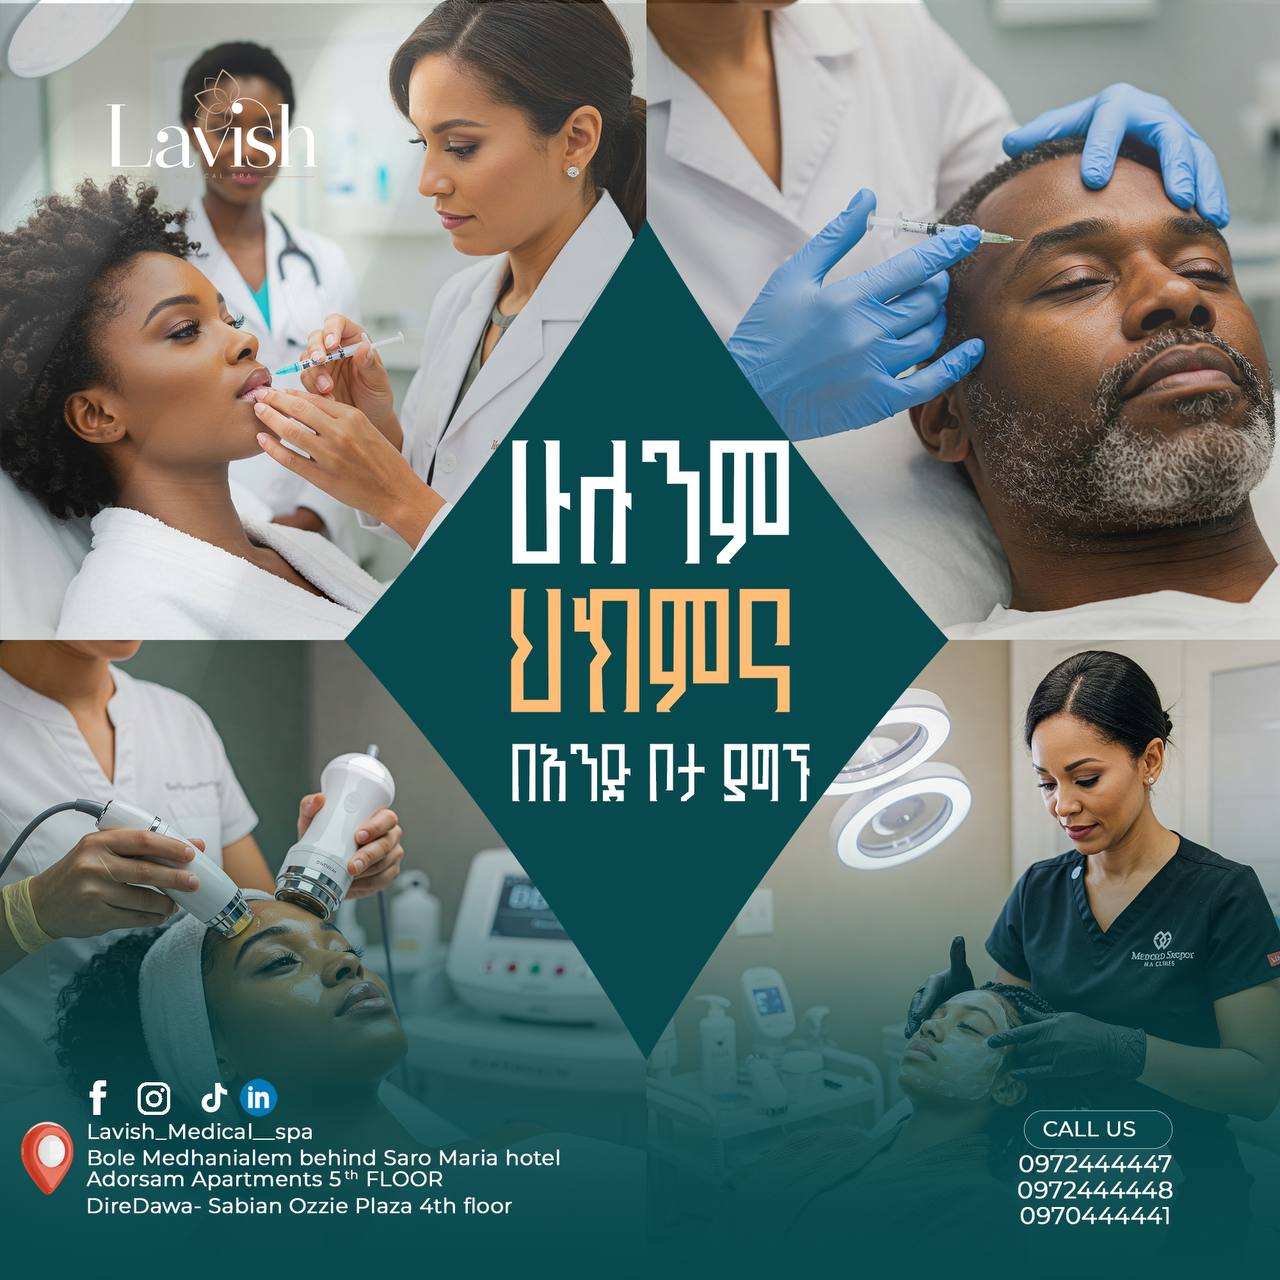 Lavish
ሁሉንም
ህክምና
በአንድ ቦታ ያግኙ
Lavish_Medical__spa
Bole Medhanialem behind Saro Maria hotel
Adorsam Apartments 5th FLOOR
DireDawa- Sabian Ozzie Plaza 4th floor
CALL US
0972444447
0972444448
0970444441